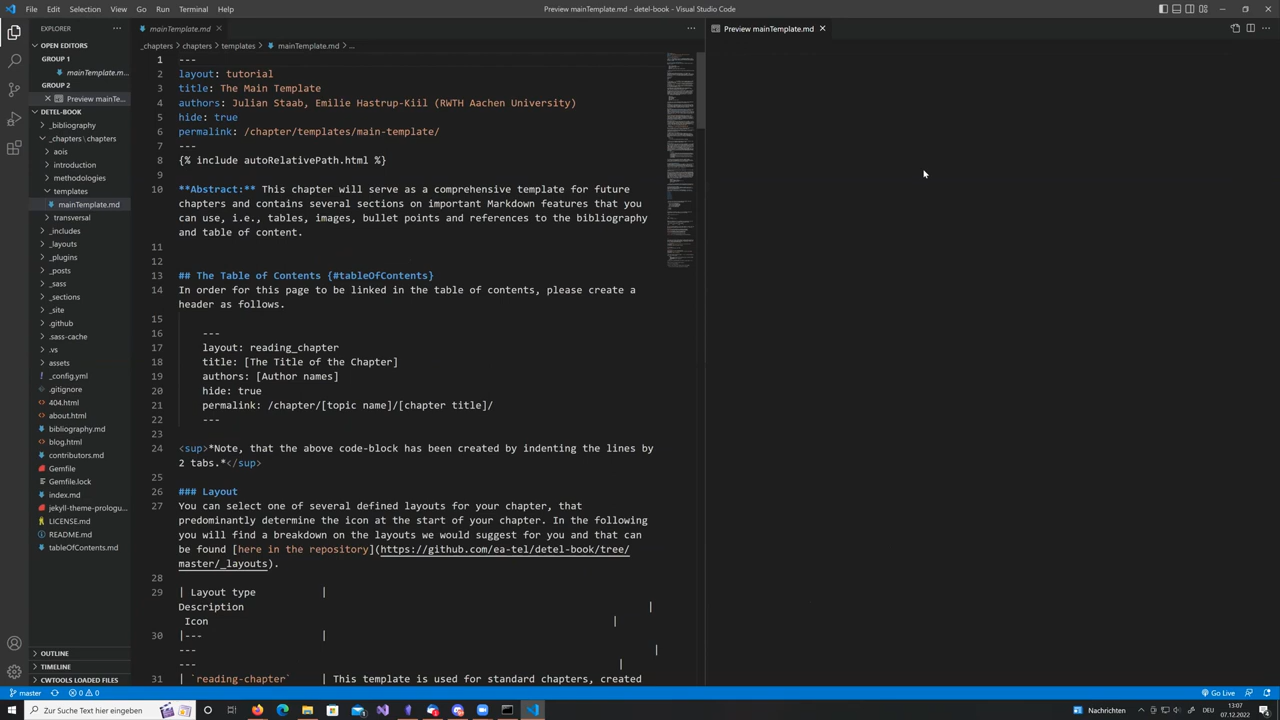 File Edit Selection View Go Run Terminal Help
Preview mainTemplate.md - detel-book - Visual Studio Code
EXPLORER
OPEN EDITORS
GROUP 1
mainTemplate.m...
GROUP 2
Preview mainTe...
DETEL-BOOK
_bibliography
_chapters \ chapters
aois
introduction
methodologies
templates
mainTemplate.md
transversal
_includes
_layouts
_plugins
_posts
_sass
_sections
_site
.github
.sass-cache
.vs
assets
_config.yml
.gitignore
404.html
about.html
bibliography.md
blog.html
contributors.md
Gemfile
Gemfile.lock
index.md
jekyll-theme-prologu...
LICENSE.md
README.md
tableOfContents.md
OUTLINE
TIMELINE
CWTOOLS LOADED FILES
mainTemplate.md
_chapters > chapters > templates > mainTemplate.md > ...
1 ---
2 layout: tutorial
3 title: The Main Template
4 authors: Julian Staab, Emilie Hastrup-Kiil (RWTH Aachen University)
5 hide: true
6 permalink: /chapter/templates/main-template/
7 ---
8 {% include autoRelativePath.html %}
9
10 **Abstract:** This chapter will serve as a comprehensive template for future
chapters and contains several sections on important Markdown features that you
can use, i.e., tables, images, bullet points and references to the bibliography
and table of content.
11
12
13 ## The Table of Contents {#tableOfContents}
14 In order for this page to be linked in the table of contents, please create a
header as follows.
15
16 ---
17 layout: reading_chapter
18 title: [The Title of the Chapter]
19 authors: [Author names]
20 hide: true
21 permalink: /chapter/[topic name]/[chapter title]/
22 ---
23
24 <sup>*Note, that the above code-block has been created by indenting the lines by
2 tabs.*</sup>
25
26 ### Layout
27 You can select one of several defined layouts for your chapter, that
predominantly determine the icon at the start of your chapter. In the following
you will find a breakdown on the layouts we would suggest for you and that can
be found [here in the repository](https://github.com/ea-tel/detel-book/tree/
master/_layouts).
28
29 | Layout type |
Description |
Icon |
30 |--- |
--- |
--- |
31 | `reading-chapter` | This template is used for standard chapters, created
Preview mainTemplate.md
master 0 0
Go Live
Zur Suche Text hier eingeben
Nachrichten
DEU
13:07
07.12.2022